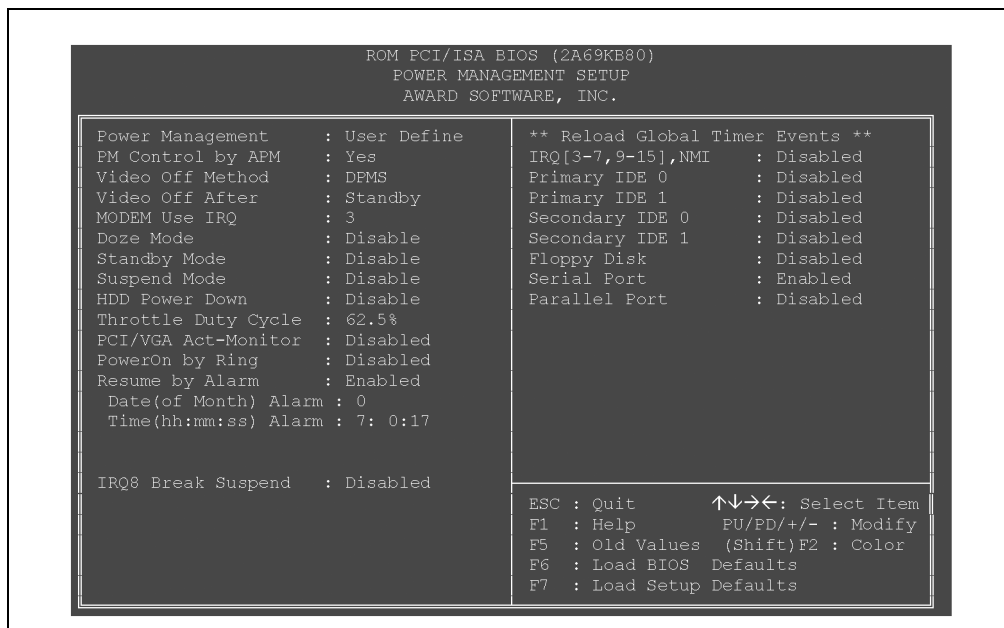 ROM PCI/ISA BIOS (2A69KB80)
POWER MANAGEMENT SETUP
AWARD SOFTWARE, INC.
Power Management : User Define
PM Control by APM : Yes
Video Off Method : DPMS
Video Off After : Standby
MODEM Use IRQ : 3
Doze Mode : Disable
Standby Mode : Disable
Suspend Mode : Disable
HDD Power Down : Disable
Throttle Duty Cycle : 62.5%
PCI/VGA Act-Monitor : Disabled
PowerOn by Ring : Disabled
Resume by Alarm : Enabled
Date(of Month) Alarm : 0
Time(hh:mm:ss) Alarm : 7: 0:17
IRQ8 Break Suspend : Disabled
** Reload Global Timer Events **
IRQ[3-7,9-15],NMI : Disabled
Primary IDE 0 : Disabled
Primary IDE 1 : Disabled
Secondary IDE 0 : Disabled
Secondary IDE 1 : Disabled
Floppy Disk : Disabled
Serial Port : Enabled
Parallel Port : Disabled
ESC : Quit ↑↓→←: Select Item
F1 : Help PU/PD/+/- : Modify
F5 : Old Values (Shift)F2 : Color
F6 : Load BIOS Defaults
F7 : Load Setup Defaults